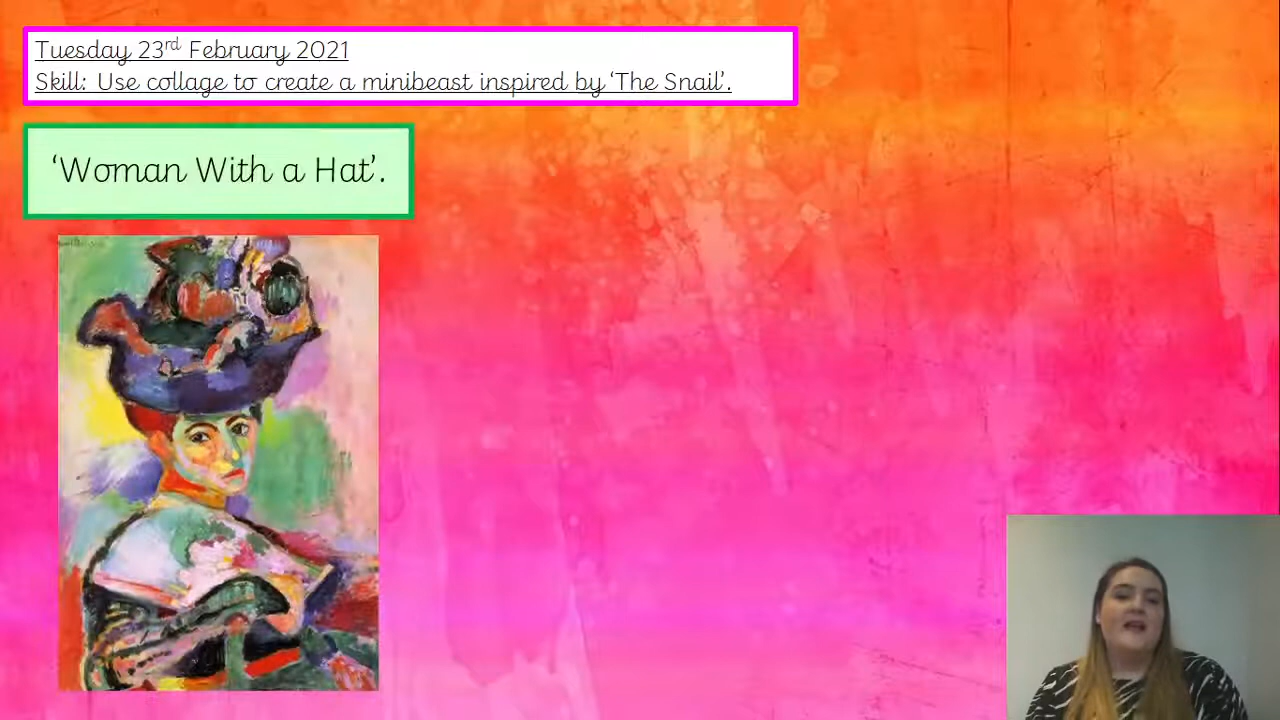 Tuesday 23rd February 2021
Skill: Use collage to create a minibeast inspired by ‘The Snail’.
‘Woman With a Hat’.